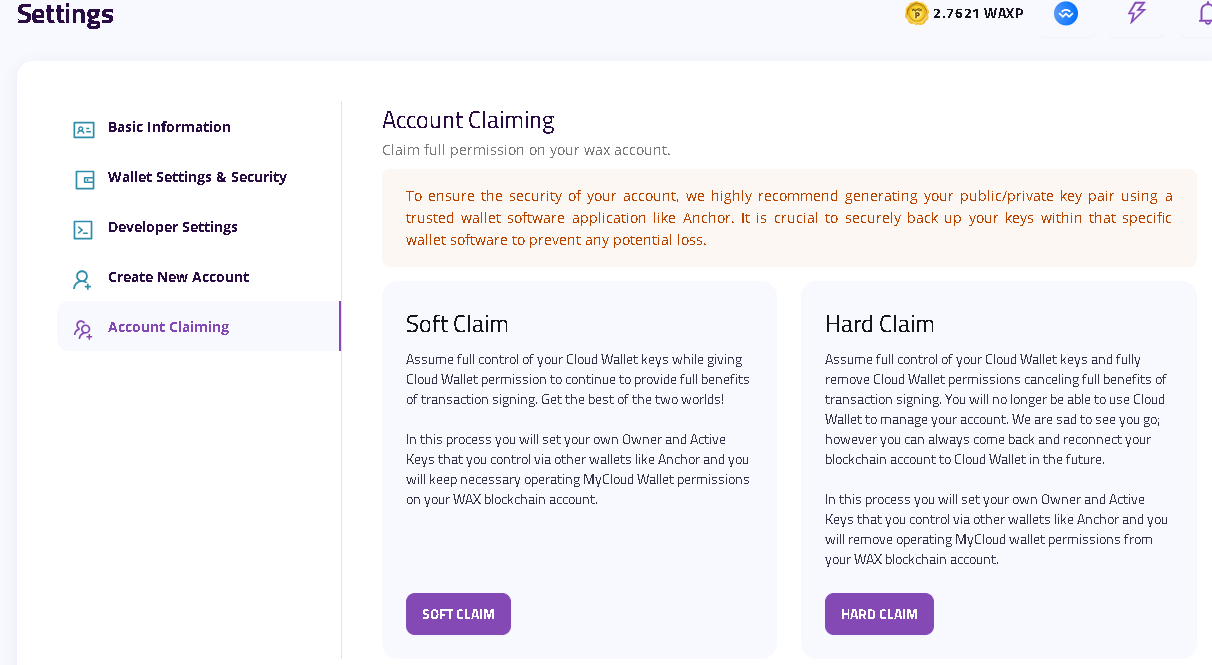 Settings
2.7621 WAXP
Basic Information
Wallet Settings & Security
Developer Settings
Create New Account
Account Claiming
Account Claiming
Claim full permission on your wax account.
To ensure the security of your account, we highly recommend generating your public/private key pair using a
trusted wallet software application like Anchor. It is crucial to securely back up your keys within that specific
wallet software to prevent any potential loss.
Soft Claim
Assume full control of your Cloud Wallet keys while giving
Cloud Wallet permission to continue to provide full benefits
of transaction signing. Get the best of the two worlds!
In this process you will set your own Owner and Active
Keys that you control via other wallets like Anchor and you
will keep necessary operating MyCloud Wallet permissions
on your WAX blockchain account.
SOFT CLAIM
Hard Claim
Assume full control of your Cloud Wallet keys and fully
remove Cloud Wallet permissions canceling full benefits of
transaction signing. You will no longer be able to use Cloud
Wallet to manage your account. We are sad to see you go;
however you can always come back and reconnect your
blockchain account to Cloud Wallet in the future.
In this process you will set your own Owner and Active
Keys that you control via other wallets like Anchor and you
will remove operating MyCloud wallet permissions from
your WAX blockchain account.
HARD CLAIM